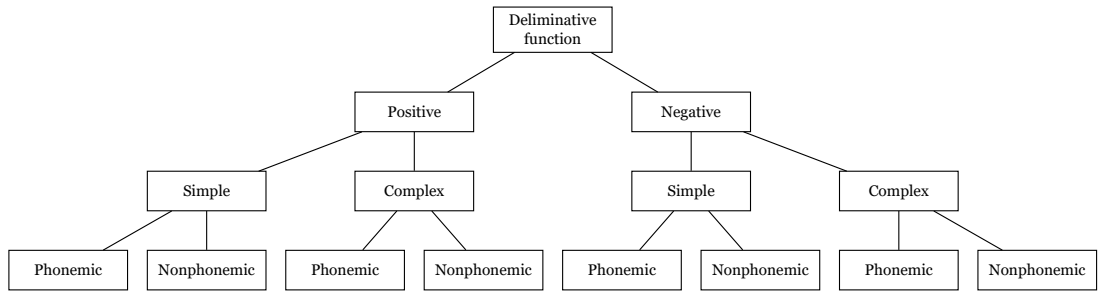 Deliminative
function
Positive
Negative
Simple
Complex
Simple
Complex
Phonemic
Nonphonemic
Phonemic
Nonphonemic
Phonemic
Nonphonemic
Phonemic
Nonphonemic